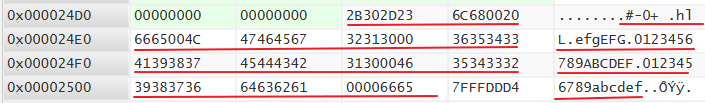 0x000024D0 00000000 00000000 2B302D23 6C680020 ........#-0+ .hl
0x000024E0 6665004C 47464567 32313000 36353433 L.efgEFG.0123456
0x000024F0 41393837 45444342 31300046 35343332 789ABCDEF.012345
0x00002500 39383736 64636261 00006665 7FFFDDD4 6789abcdef..ÔÝÿ.